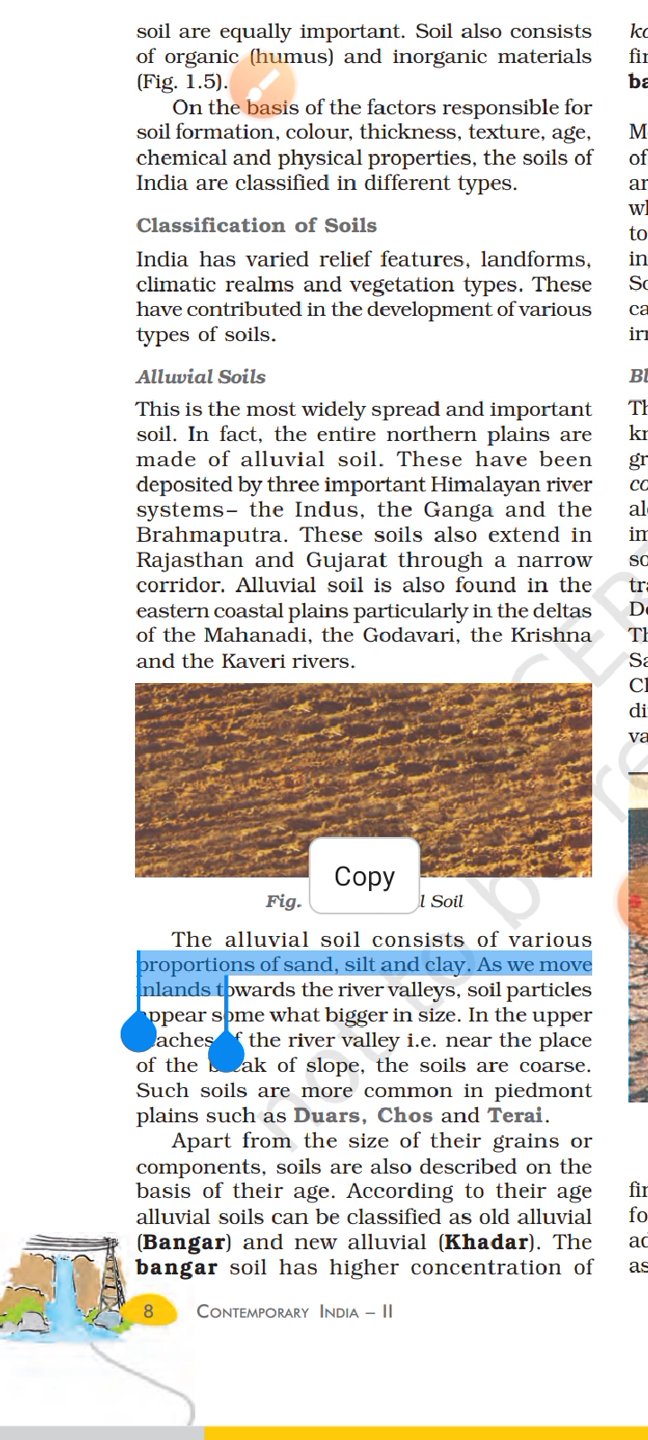 soil are equally important. Soil also consists
of organic (humus) and inorganic materials
(Fig. 1.5).
On the basis of the factors responsible for
soil formation, colour, thickness, texture, age,
chemical and physical properties, the soils of
India are classified in different types.
Classification of Soils
India has varied relief features, landforms,
climatic realms and vegetation types. These
have contributed in the development of various
types of soils.
Alluvial Soils
This is the most widely spread and important
soil. In fact, the entire northern plains are
made of alluvial soil. These have been
deposited by three important Himalayan river
systems– the Indus, the Ganga and the
Brahmaputra. These soils also extend in
Rajasthan and Gujarat through a narrow
corridor. Alluvial soil is also found in the
eastern coastal plains particularly in the deltas
of the Mahanadi, the Godavari, the Krishna
and the Kaveri rivers.
Copy
Fig. l Soil
The alluvial soil consists of various
proportions of sand, silt and clay. As we move
inlands towards the river valleys, soil particles
appear some what bigger in size. In the upper
reaches of the river valley i.e. near the place
of the break of slope, the soils are coarse.
Such soils are more common in piedmont
plains such as Duars, Chos and Terai.
Apart from the size of their grains or
components, soils are also described on the
basis of their age. According to their age
alluvial soils can be classified as old alluvial
(Bangar) and new alluvial (Khadar). The
bangar soil has higher concentration of
8 CONTEMPORARY INDIA – II
not to be re